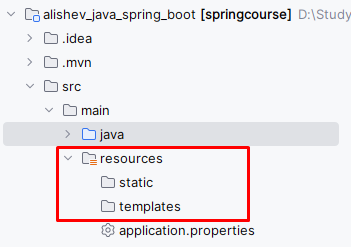 alishev_java_spring_boot [springcourse] D:\Study
.idea
.mvn
src
main
java
resources
static
templates
application.properties